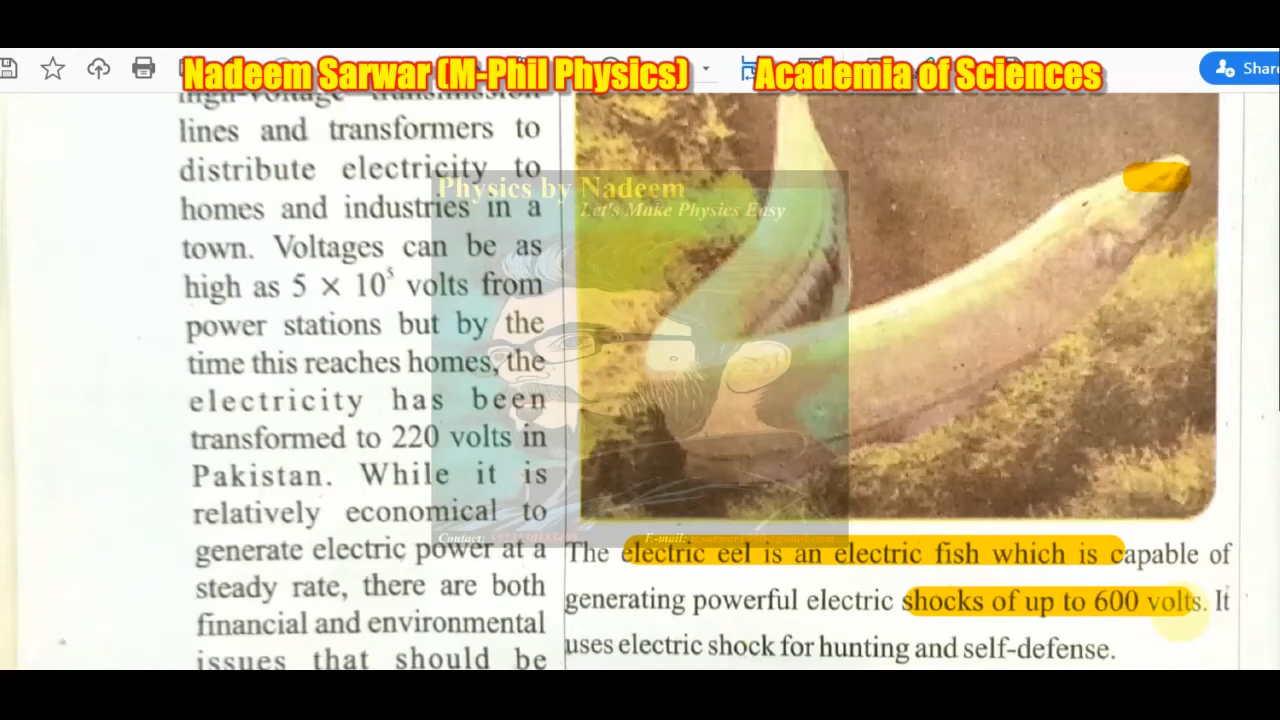 Nadeem Sarwar (M-Phil Physics) Academia of Sciences
Share
high-voltage transmission
lines and transformers to
distribute electricity to
homes and industries in a
town. Voltages can be as
high as 5 × 10⁵ volts from
power stations but by the
time this reaches homes, the
electricity has been
transformed to 220 volts in
Pakistan. While it is
relatively economical to
generate electric power at a
steady rate, there are both
financial and environmental
issues that should be
Physics by Nadeem
Let's Make Physics Easy
Contact:
E-mail:
The electric eel is an electric fish which is capable of
generating powerful electric shocks of up to 600 volts. It
uses electric shock for hunting and self-defense.